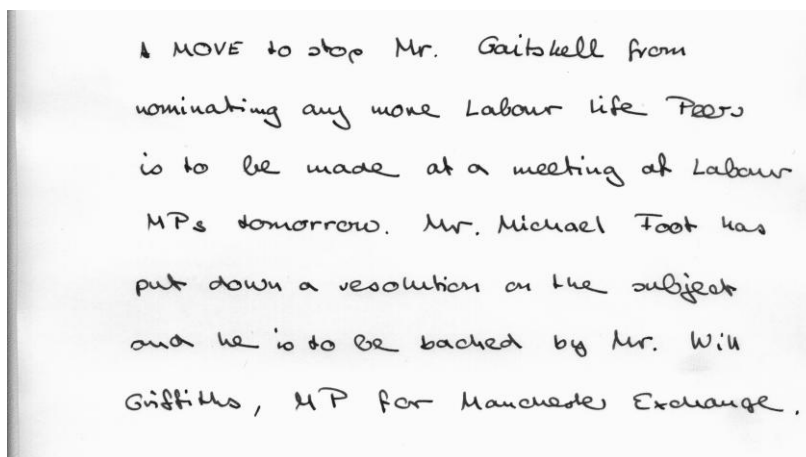 A MOVE to stop Mr. Gaitskell from
nominating any more Labour life Peers
is to be made at a meeting of Labour
MPs tomorrow. Mr. Michael Foot has
put down a resolution on the subject
and he is to be backed by Mr. Will
Griffiths, MP for Manchester Exchange.